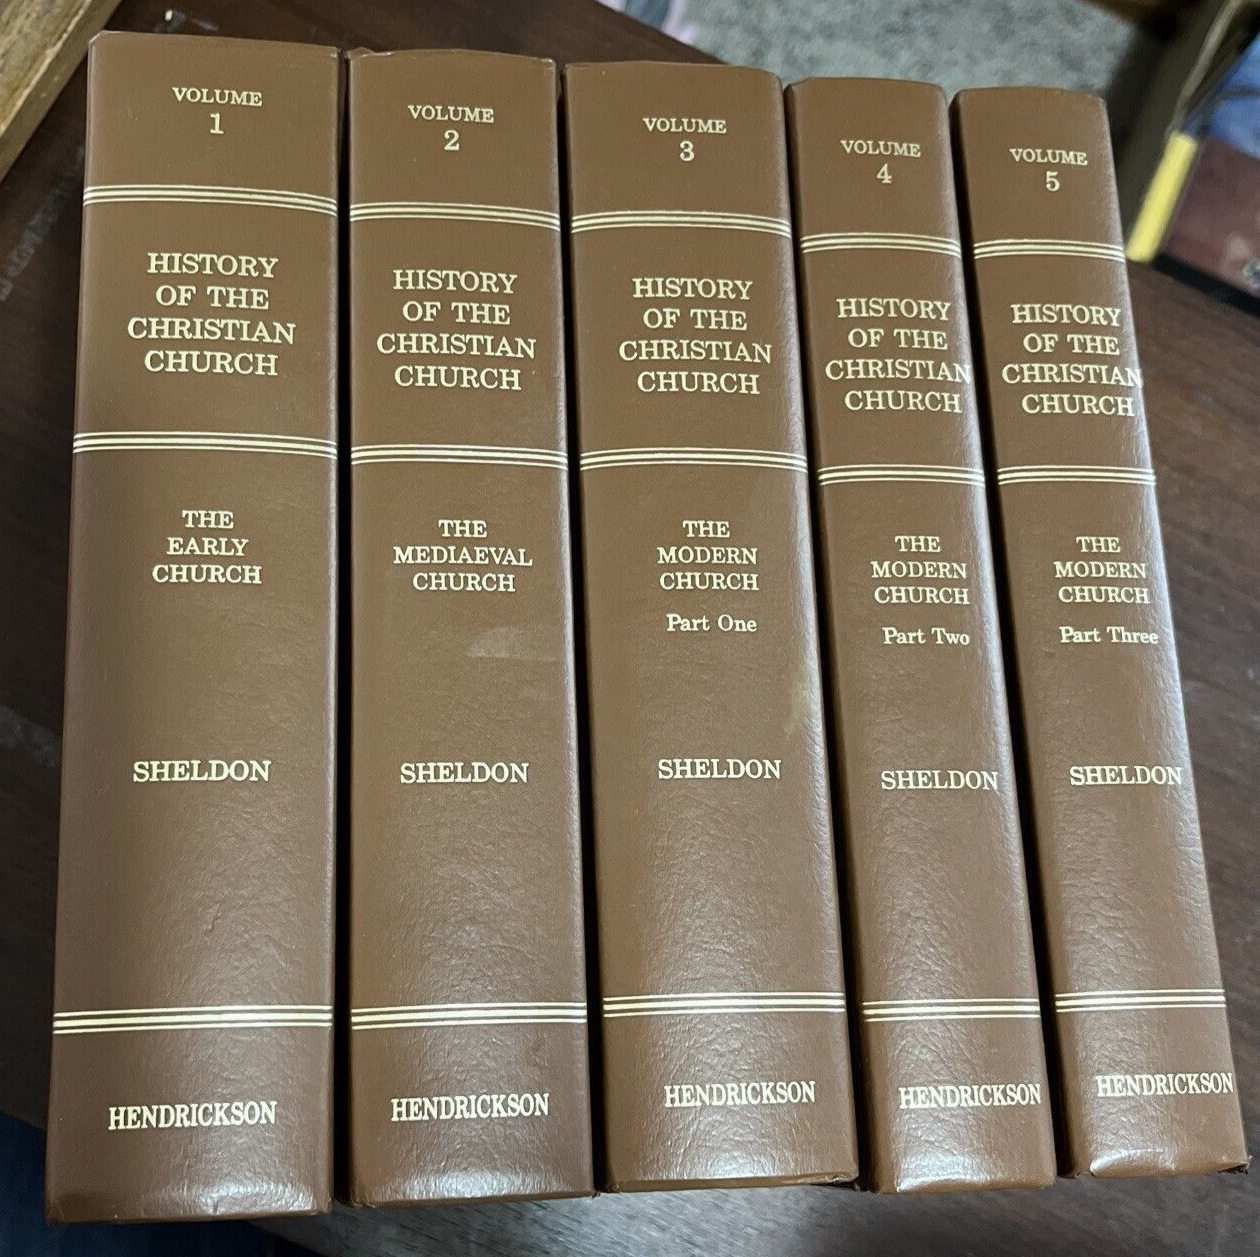 VOLUME
1
HISTORY
OF THE
CHRISTIAN
CHURCH
THE
EARLY
CHURCH
SHELDON
HENDRICKSON
VOLUME
2
HISTORY
OF THE
CHRISTIAN
CHURCH
THE
MEDIAEVAL
CHURCH
SHELDON
HENDRICKSON
VOLUME
3
HISTORY
OF THE
CHRISTIAN
CHURCH
THE
MODERN
CHURCH
Part One
SHELDON
HENDRICKSON
VOLUME
4
HISTORY
OF THE
CHRISTIAN
CHURCH
THE
MODERN
CHURCH
Part Two
SHELDON
HENDRICKSON
VOLUME
5
HISTORY
OF THE
CHRISTIAN
CHURCH
THE
MODERN
CHURCH
Part Three
SHELDON
HENDRICKSON